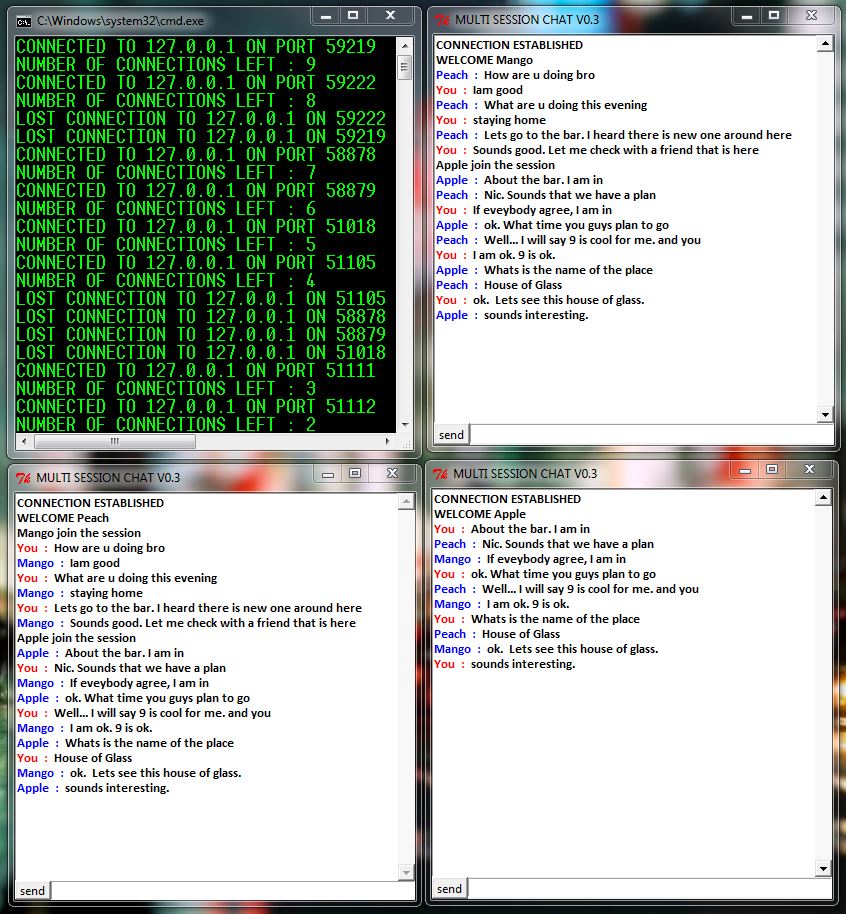 C:\Windows\system32\cmd.exe
CONNECTED TO 127.0.0.1 ON PORT 59219
NUMBER OF CONNECTIONS LEFT : 9
CONNECTED TO 127.0.0.1 ON PORT 59222
NUMBER OF CONNECTIONS LEFT : 8
LOST CONNECTION TO 127.0.0.1 ON 59222
LOST CONNECTION TO 127.0.0.1 ON 59219
CONNECTED TO 127.0.0.1 ON PORT 58878
NUMBER OF CONNECTIONS LEFT : 7
CONNECTED TO 127.0.0.1 ON PORT 58879
NUMBER OF CONNECTIONS LEFT : 6
CONNECTED TO 127.0.0.1 ON PORT 51018
NUMBER OF CONNECTIONS LEFT : 5
CONNECTED TO 127.0.0.1 ON PORT 51105
NUMBER OF CONNECTIONS LEFT : 4
LOST CONNECTION TO 127.0.0.1 ON 51105
LOST CONNECTION TO 127.0.0.1 ON 58878
LOST CONNECTION TO 127.0.0.1 ON 58879
LOST CONNECTION TO 127.0.0.1 ON 51018
CONNECTED TO 127.0.0.1 ON PORT 51111
NUMBER OF CONNECTIONS LEFT : 3
CONNECTED TO 127.0.0.1 ON PORT 51112
NUMBER OF CONNECTIONS LEFT : 2
MULTI SESSION CHAT V0.3
CONNECTION ESTABLISHED
WELCOME Mango
Peach : How are u doing bro
You : Iam good
Peach : What are u doing this evening
You : staying home
Peach : Lets go to the bar. I heard there is new one around here
You : Sounds good. Let me check with a friend that is here
Apple join the session
Apple : About the bar. I am in
Peach : Nic. Sounds that we have a plan
You : If eveybody agree, I am in
Apple : ok. What time you guys plan to go
Peach : Well... I will say 9 is cool for me. and you
You : I am ok. 9 is ok.
Apple : Whats is the name of the place
Peach : House of Glass
You : ok. Lets see this house of glass.
Apple : sounds interesting.
send
MULTI SESSION CHAT V0.3
CONNECTION ESTABLISHED
WELCOME Peach
Mango join the session
You : How are u doing bro
Mango : Iam good
You : What are u doing this evening
Mango : staying home
You : Lets go to the bar. I heard there is new one around here
Mango : Sounds good. Let me check with a friend that is here
Apple join the session
Apple : About the bar. I am in
You : Nic. Sounds that we have a plan
Mango : If eveybody agree, I am in
Apple : ok. What time you guys plan to go
You : Well... I will say 9 is cool for me. and you
Mango : I am ok. 9 is ok.
Apple : Whats is the name of the place
You : House of Glass
Mango : ok. Lets see this house of glass.
Apple : sounds interesting.
send
MULTI SESSION CHAT V0.3
CONNECTION ESTABLISHED
WELCOME Apple
You : About the bar. I am in
Peach : Nic. Sounds that we have a plan
Mango : If eveybody agree, I am in
You : ok. What time you guys plan to go
Peach : Well... I will say 9 is cool for me. and you
Mango : I am ok. 9 is ok.
You : Whats is the name of the place
Peach : House of Glass
Mango : ok. Lets see this house of glass.
You : sounds interesting.
send